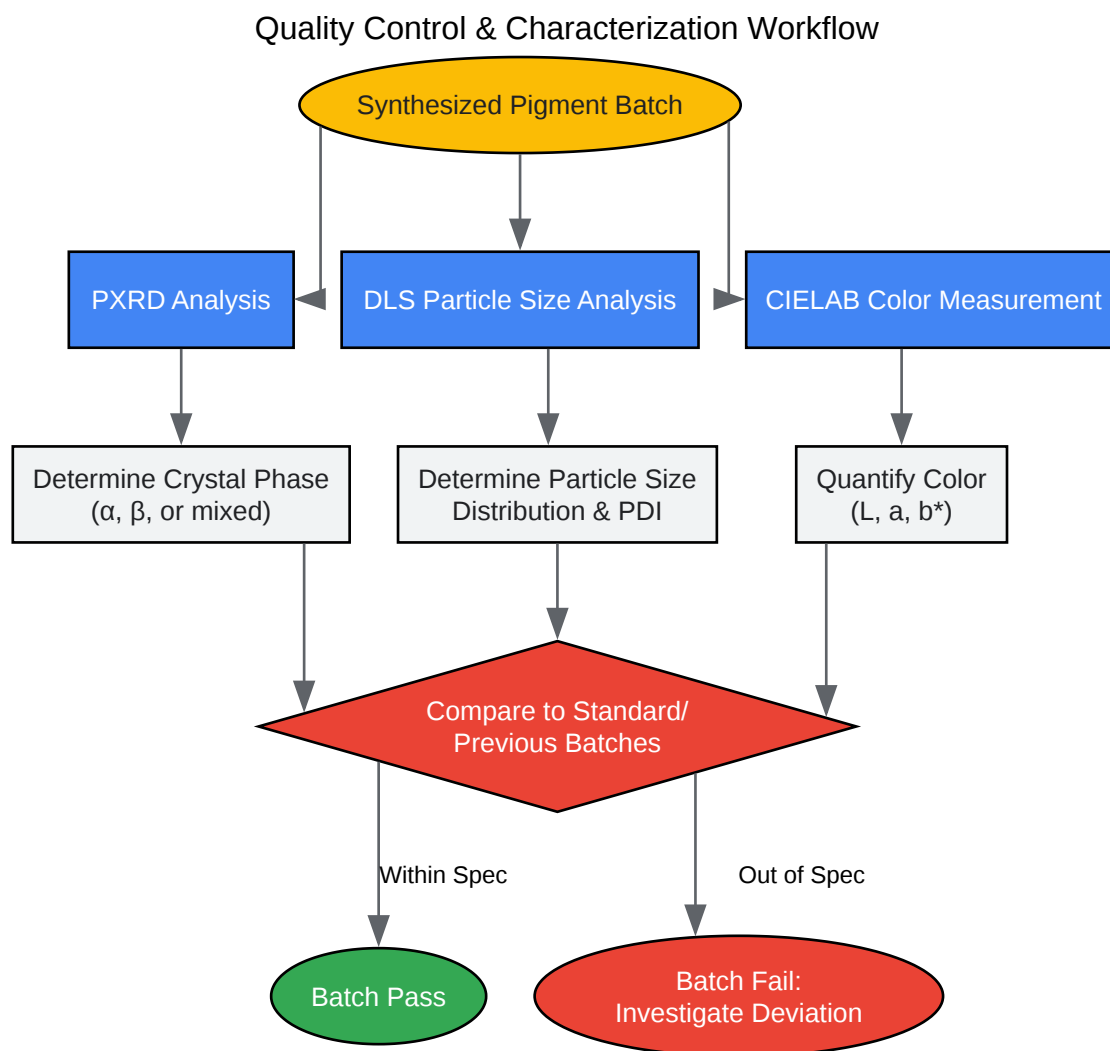 Quality Control & Characterization Workflow
Synthesized Pigment Batch
PXRD Analysis
DLS Particle Size Analysis
CIELAB Color Measurement
Determine Crystal Phase
(α, β, or mixed)
Determine Particle Size
Distribution & PDI
Quantify Color
(L, a, b*)
Compare to Standard/
Previous Batches
Within Spec
Out of Spec
Batch Pass
Batch Fail:
Investigate Deviation